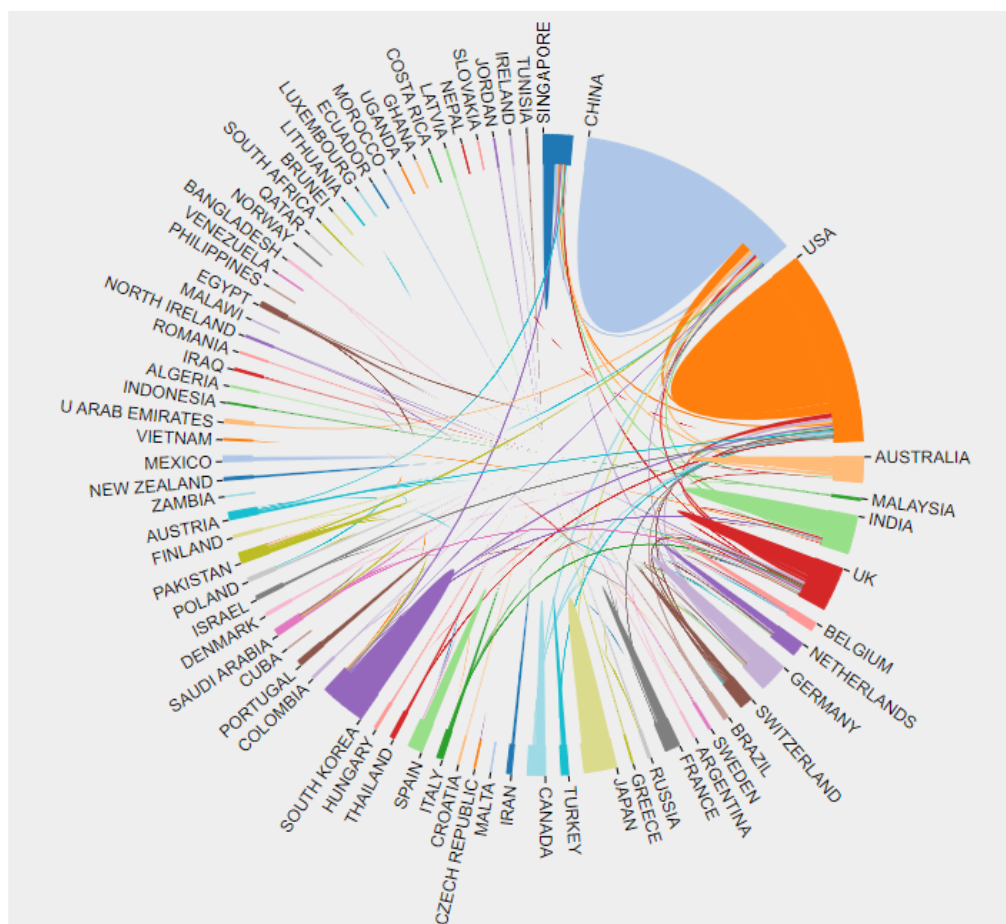 SINGAPORE
CHINA
USA
AUSTRALIA
MALAYSIA
INDIA
UK
BELGIUM
NETHERLANDS
GERMANY
SWITZERLAND
BRAZIL
SWEDEN
ARGENTINA
FRANCE
RUSSIA
GREECE
JAPAN
TURKEY
CANADA
IRAN
MALTA
CZECH REPUBLIC
CROATIA
ITALY
SPAIN
THAILAND
HUNGARY
SOUTH KOREA
COLOMBIA
PORTUGAL
CUBA
SAUDI ARABIA
DENMARK
ISRAEL
POLAND
PAKISTAN
FINLAND
AUSTRIA
ZAMBIA
NEW ZEALAND
MEXICO
VIETNAM
U ARAB EMIRATES
INDONESIA
ALGERIA
IRAQ
ROMANIA
NORTH IRELAND
MALAWI
EGYPT
PHILIPPINES
VENEZUELA
BANGLADESH
NORWAY
QATAR
SOUTH AFRICA
BRUNEI
LITHUANIA
LUXEMBOURG
ECUADOR
MOROCCO
UGANDA
GHANA
COSTA RICA
LATVIA
NEPAL
SLOVAKIA
JORDAN
IRELAND
TUNISIA